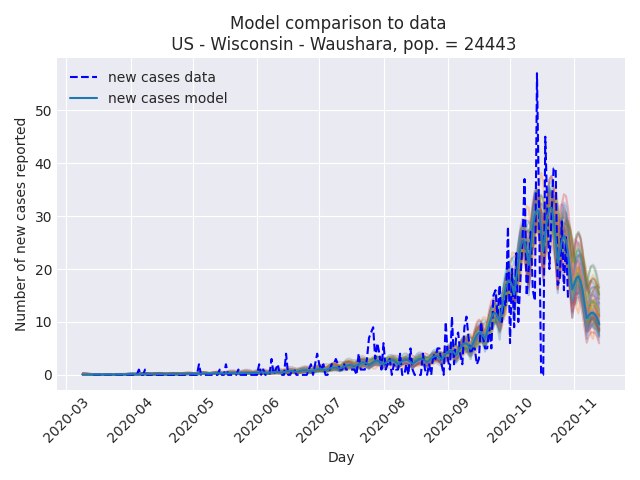 Model comparison to data
US - Wisconsin - Waushara, pop. = 24443
new cases data
new cases model
Number of new cases reported
50
40
30
20
10
0
2020-03
2020-04
2020-05
2020-06
2020-07
2020-08
2020-09
2020-10
2020-11
Day